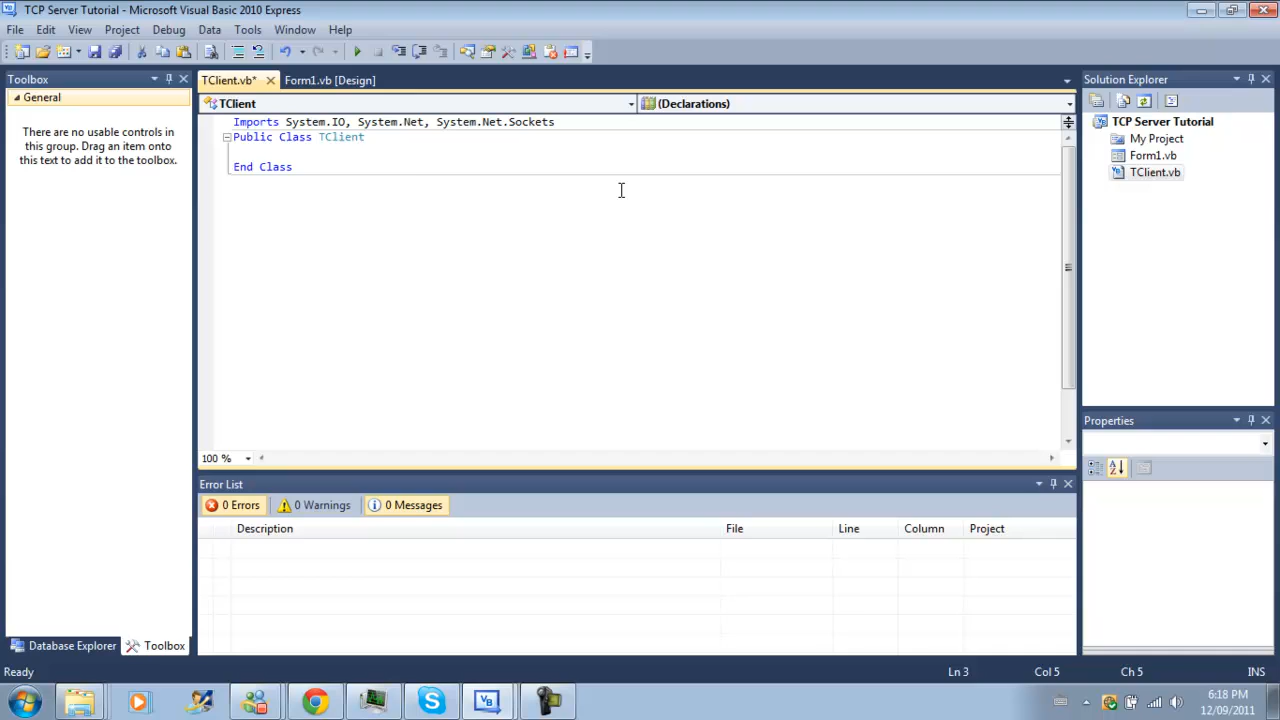 TCP Server Tutorial - Microsoft Visual Basic 2010 Express
File Edit View Project Debug Data Tools Window Help
Toolbox
General
There are no usable controls in
this group. Drag an item onto
this text to add it to the toolbox.
Database Explorer Toolbox
TClient.vb* Form1.vb [Design]
TClient (Declarations)
Imports System.IO, System.Net, System.Net.Sockets
Public Class TClient
End Class
100 %
Error List
0 Errors 0 Warnings 0 Messages
Description File Line Column Project
Solution Explorer
TCP Server Tutorial
My Project
Form1.vb
TClient.vb
Properties
Ready Ln 3 Col 5 Ch 5 INS
6:18 PM
12/09/2011